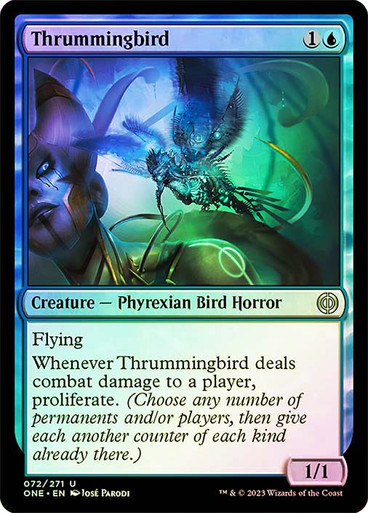 Thrummingbird 1
Creature — Phyrexian Bird Horror
Flying
Whenever Thrummingbird deals
combat damage to a player,
proliferate. (Choose any number of
permanents and/or players, then give
each another counter of each kind
already there.)
1/1
072/271 U
ONE • EN José Parodi ™ & © 2023 Wizards of the Coast